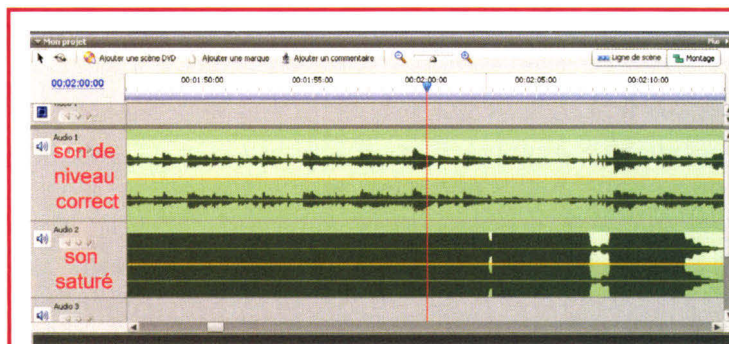 Mon projet Plus
Ajouter une scène DVD Ajouter une marque Ajouter un commentaire Ligne de scène Montage
00:02:00:00 00:01:50:00 00:01:55:00 00:02:00:00 00:02:05:00 00:02:10:00
Audio 1
son de
niveau
correct
Audio 2
son
saturé
Audio 3